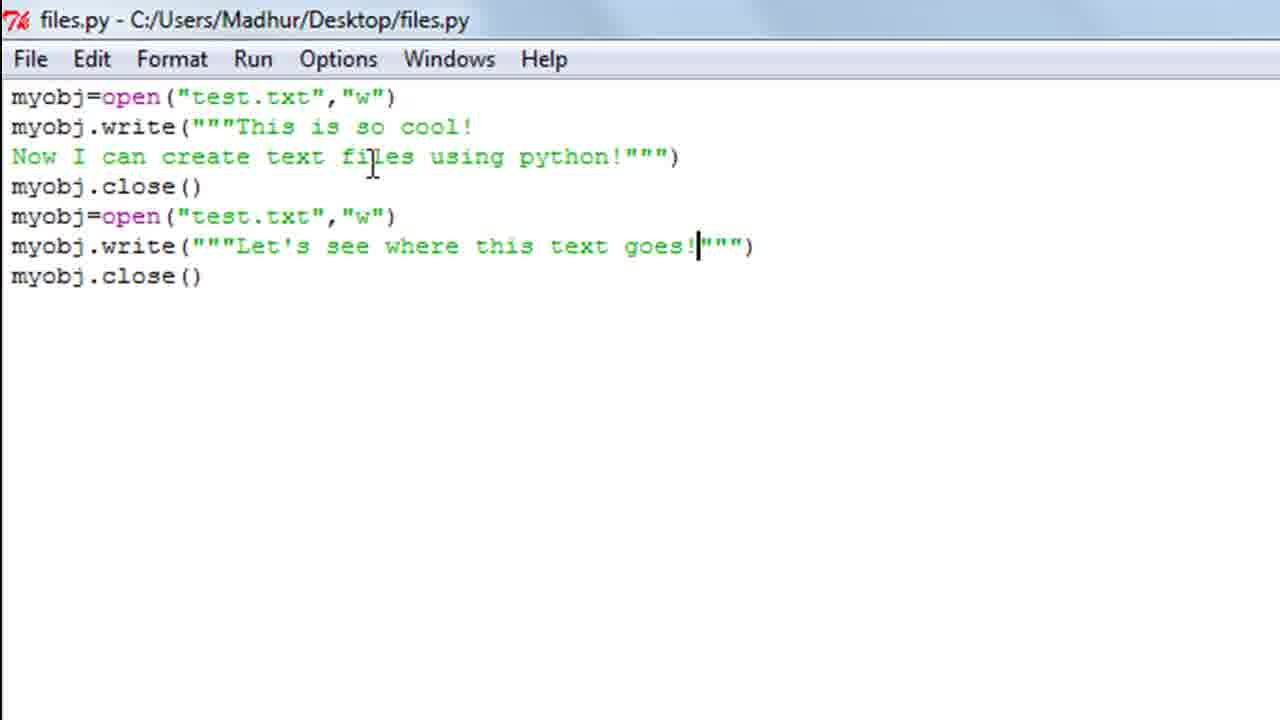 files.py - C:/Users/Madhur/Desktop/files.py
File Edit Format Run Options Windows Help
myobj=open("test.txt","w")
myobj.write("""This is so cool!
Now I can create text files using python!""")
myobj.close()
myobj=open("test.txt","w")
myobj.write("""Let's see where this text goes!""")
myobj.close()